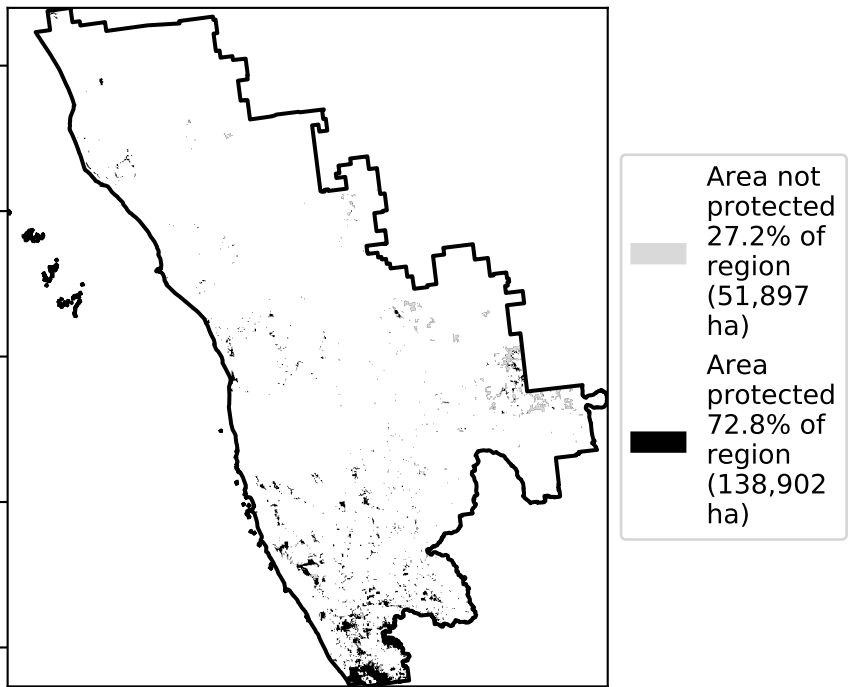 Area not
protected
27.2% of
region
(51,897
ha)
Area
protected
72.8% of
region
(138,902
ha)